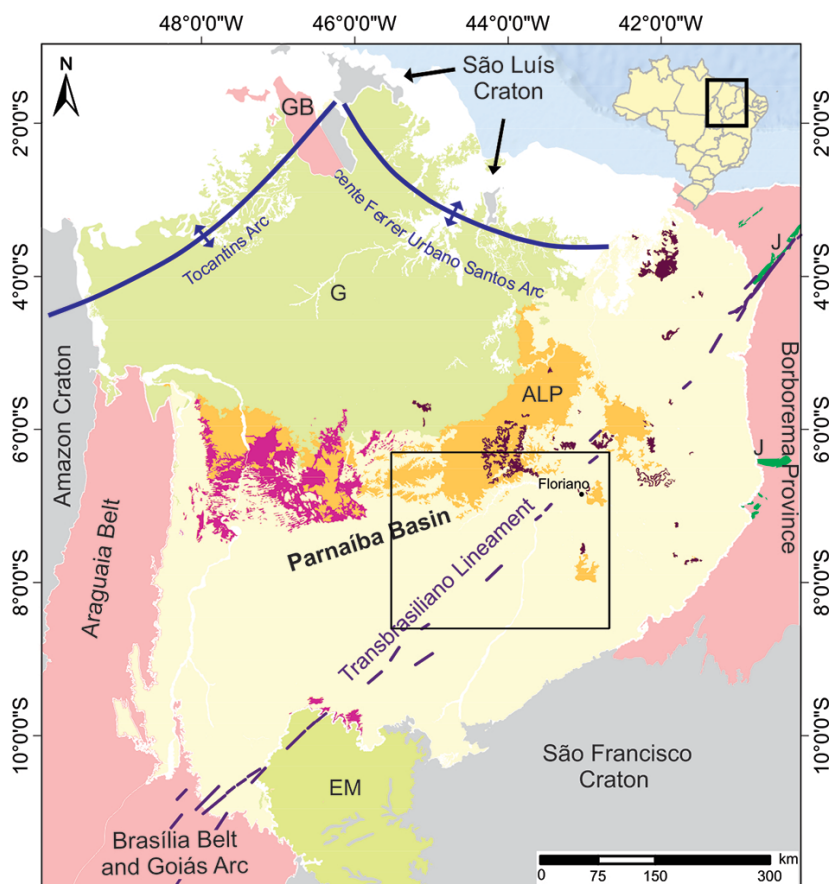 48°0'0"W
46°0'0"W
44°0'0"W
42°0'0"W
N
São Luís
Craton
GB
2°0'0"S
2°0'0"S
Tocantins Arc
cente Ferrer Urbano Santos Arc
J
4°0'0"S
4°0'0"S
G
Amazon Craton
ALP
Borborema Province
6°0'0"S
6°0'0"S
J
Floriano
Parnaíba Basin
Transbrasiliano Lineament
Araguaia Belt
8°0'0"S
8°0'0"S
10°0'0"S
10°0'0"S
São Francisco
Craton
EM
Brasília Belt
and Goiás Arc
km
0 75 150 300